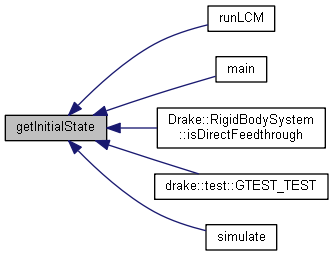 runLCM
main
getInitialState
Drake::RigidBodySystem
::isDirectFeedthrough
drake::test::GTEST_TEST
simulate